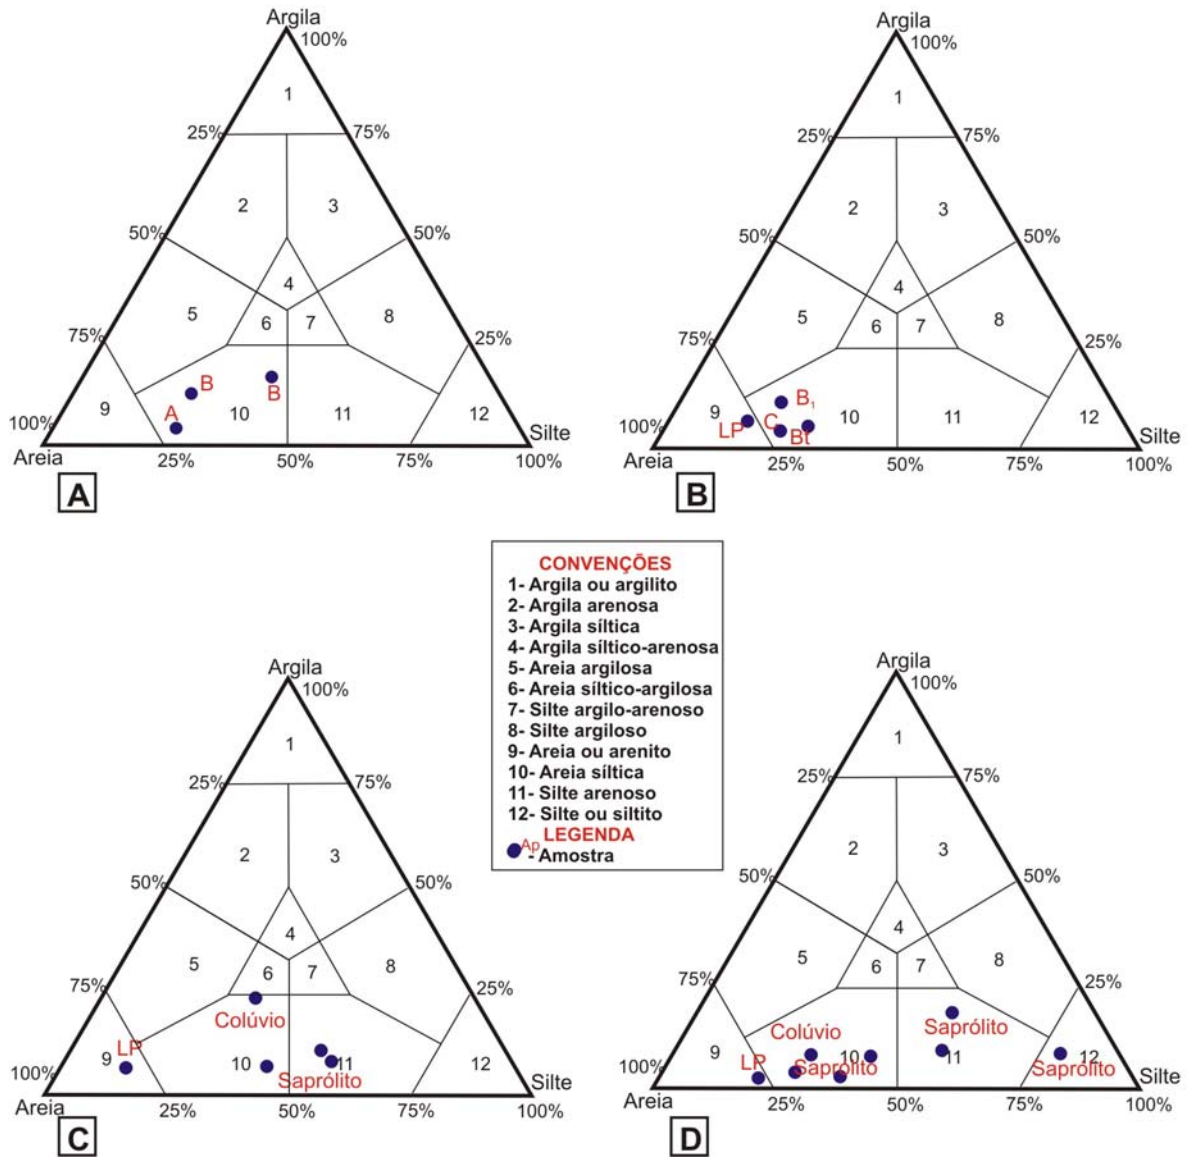 Argila
100%
1
25%
75%
2
3
50%
50%
4
5
6
7
8
75%
25%
B
B
9
A
10
11
12
100%
Silte
Areia
25%
50%
75%
100%
A
Argila
100%
1
25%
75%
2
3
50%
50%
4
5
6
7
8
75%
25%
B1
9
LP
C
Bt
10
11
12
100%
Silte
Areia
25%
50%
75%
100%
B
CONVENÇÕES
1- Argila ou argilito
2- Argila arenosa
3- Argila síltica
4- Argila síltico-arenosa
5- Areia argilosa
6- Areia síltico-argilosa
7- Silte argilo-arenoso
8- Silte argiloso
9- Areia ou arenito
10- Areia síltica
11- Silte arenoso
12- Silte ou siltito
LEGENDA
Ap
- Amostra
Argila
100%
1
25%
75%
2
3
50%
50%
4
5
6
7
8
75%
25%
Colúvio
LP
9
10
11
12
Saprólito
100%
Silte
Areia
25%
50%
75%
100%
C
Argila
100%
1
25%
75%
2
3
50%
50%
4
5
6
7
8
75%
25%
Colúvio
Saprólito
9
LP
10
11
12
Saprólito
Saprólito
100%
Silte
Areia
25%
50%
75%
100%
D